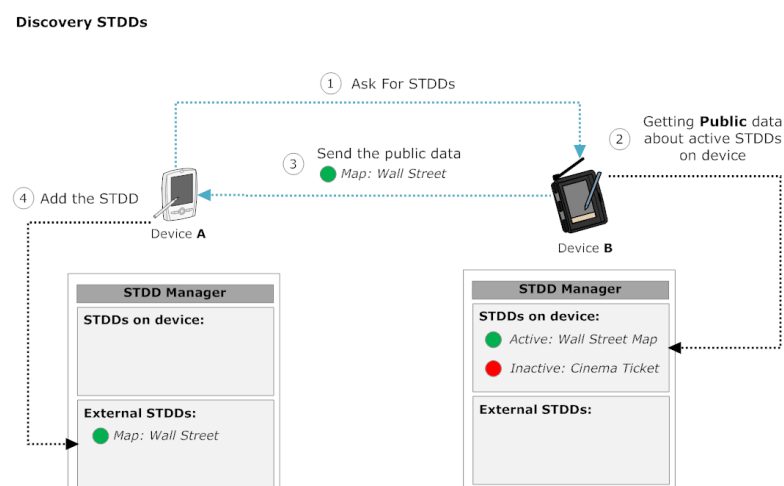 Discovery STDDs
1 Ask For STDDs
2 Getting Public data
about active STDDs
on device
3 Send the public data
Map: Wall Street
4 Add the STDD
Device A
Device B
STDD Manager
STDDs on device:
External STDDs:
Map: Wall Street
STDD Manager
STDDs on device:
Active: Wall Street Map
Inactive: Cinema Ticket
External STDDs: